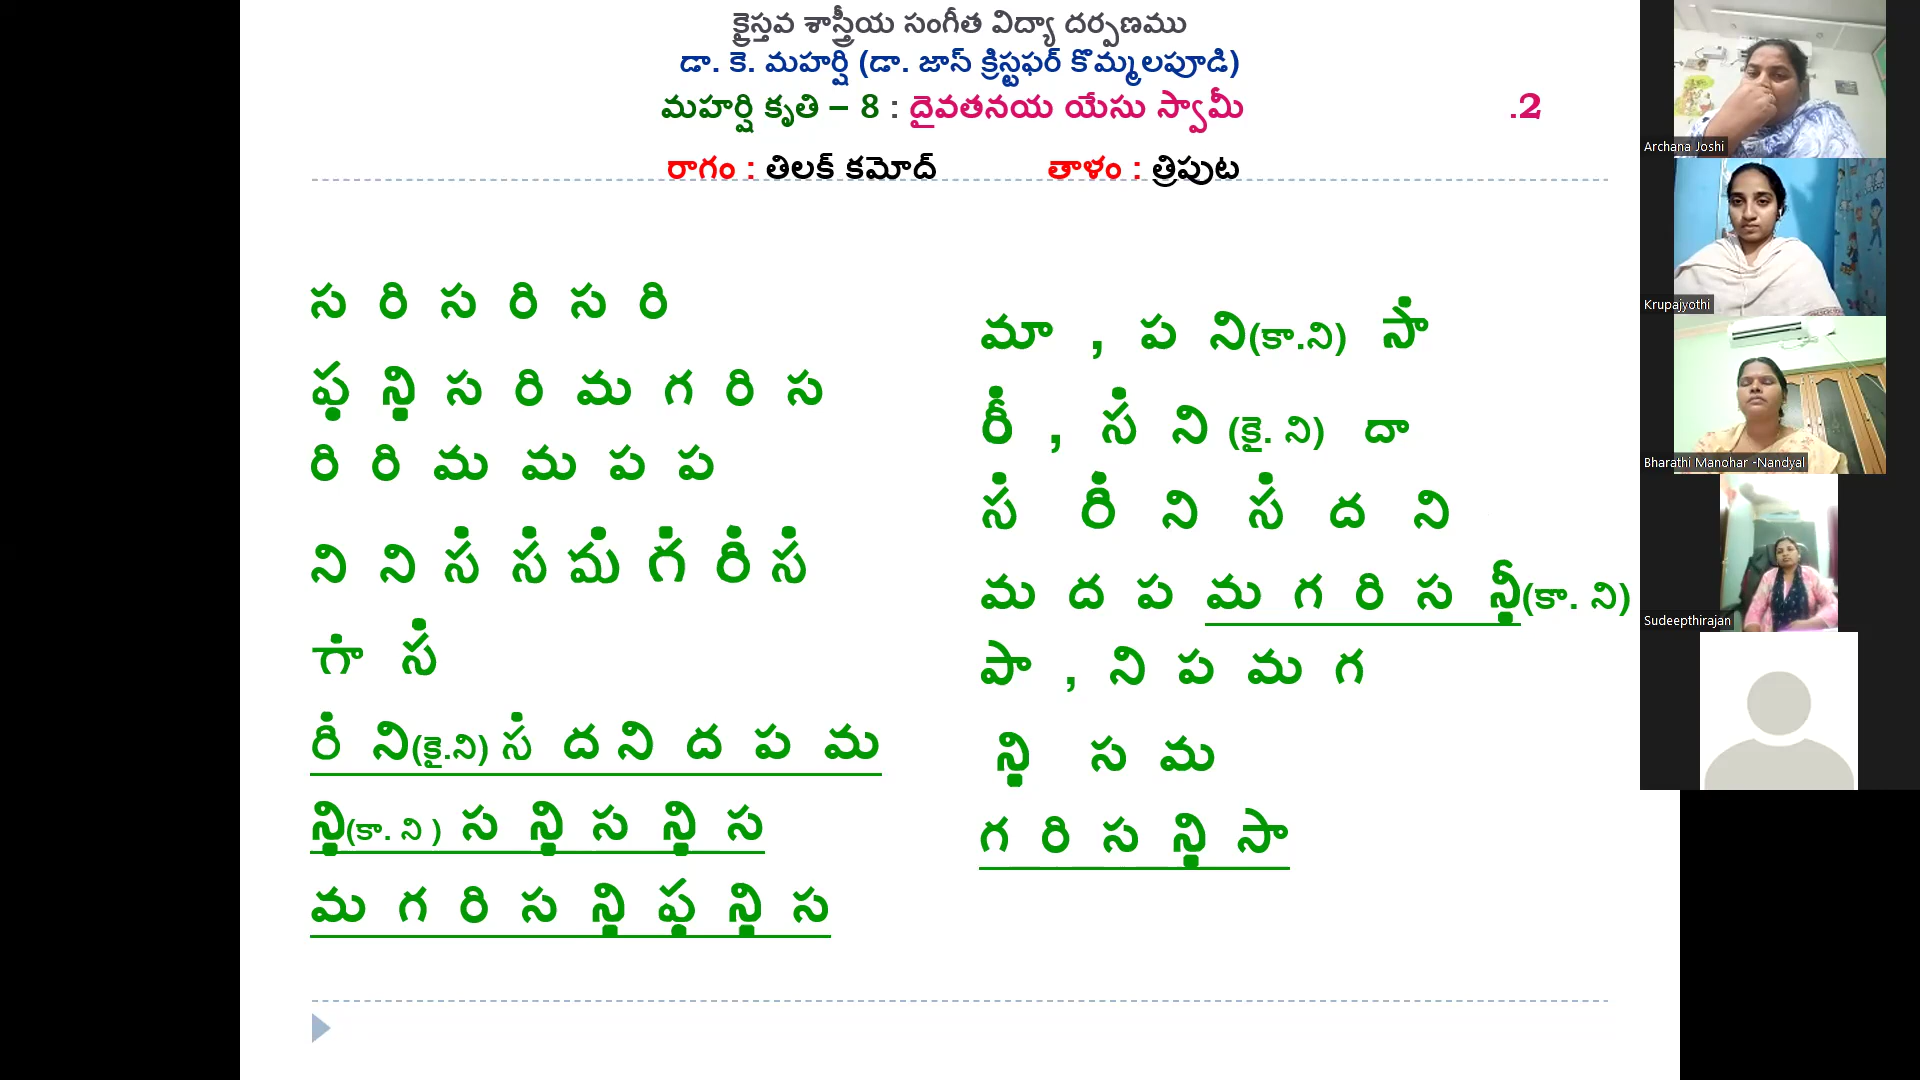 క్రైస్తవ శాస్త్రీయ సంగీత విద్యా దర్పణము
డా. కె. మహర్షి (డా. జాస్ క్రిస్టఫర్ కొమ్మలపూడి)
మహర్షి కృతి – 8 : దైవతనయ యేసు స్వామీ .2
రాగం : తిలక్ కమోద్ తాళం : త్రిపుట
స రి స రి స రి
ప̣ ని̣ స రి మ గ రి స
రి రి మ మ ప ప
ని ని స̇ స̇ మ̇ గ̇ రి̇ స̇
గా̇ స̇
రి̇ ని(కై.ని) స̇ ద ని ద ప మ
ని̣(కా. ని ) స ని̣ స ని̣ స
మ గ రి స ని̣ ప̣ ని̣ స
మా , ప ని(కా.ని) సా̇
రీ̇ , స̇ ని (కై. ని) దా
స̇ రి̇ ని స̇ ద ని
మ ద ప మ గ రి స నీ̣(కా. ని)
పా , ని ప మ గ
ని̣ స మ
గ రి స ని̣ సా
Archana Joshi
Krupajyothi
Bharathi Manohar -Nandyal
Sudeepthirajan